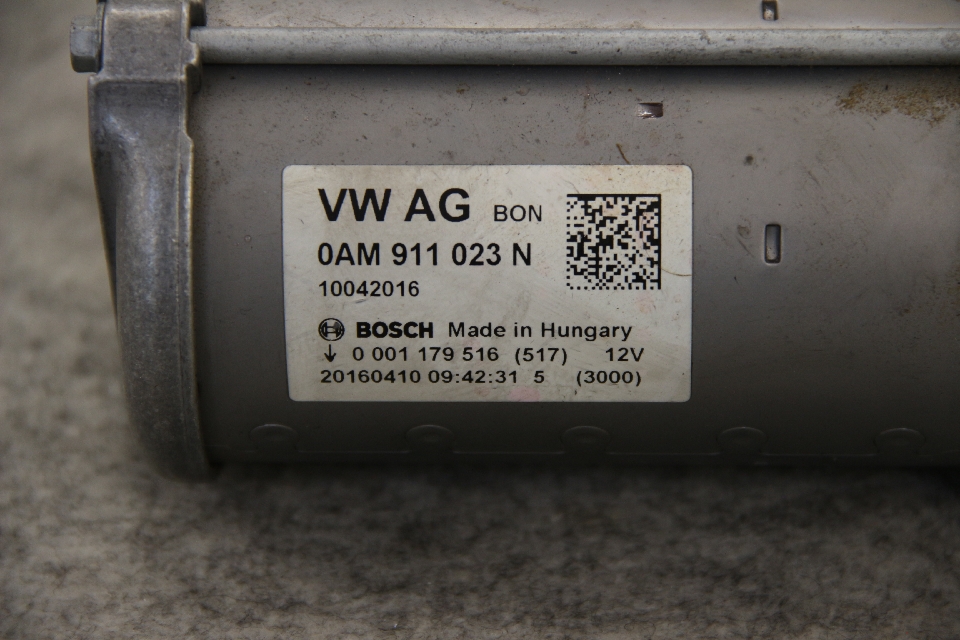 VW AG BON
0AM 911 023 N
10042016
BOSCH Made in Hungary
↓ 0 001 179 516 (517) 12V
20160410 09:42:31 5 (3000)